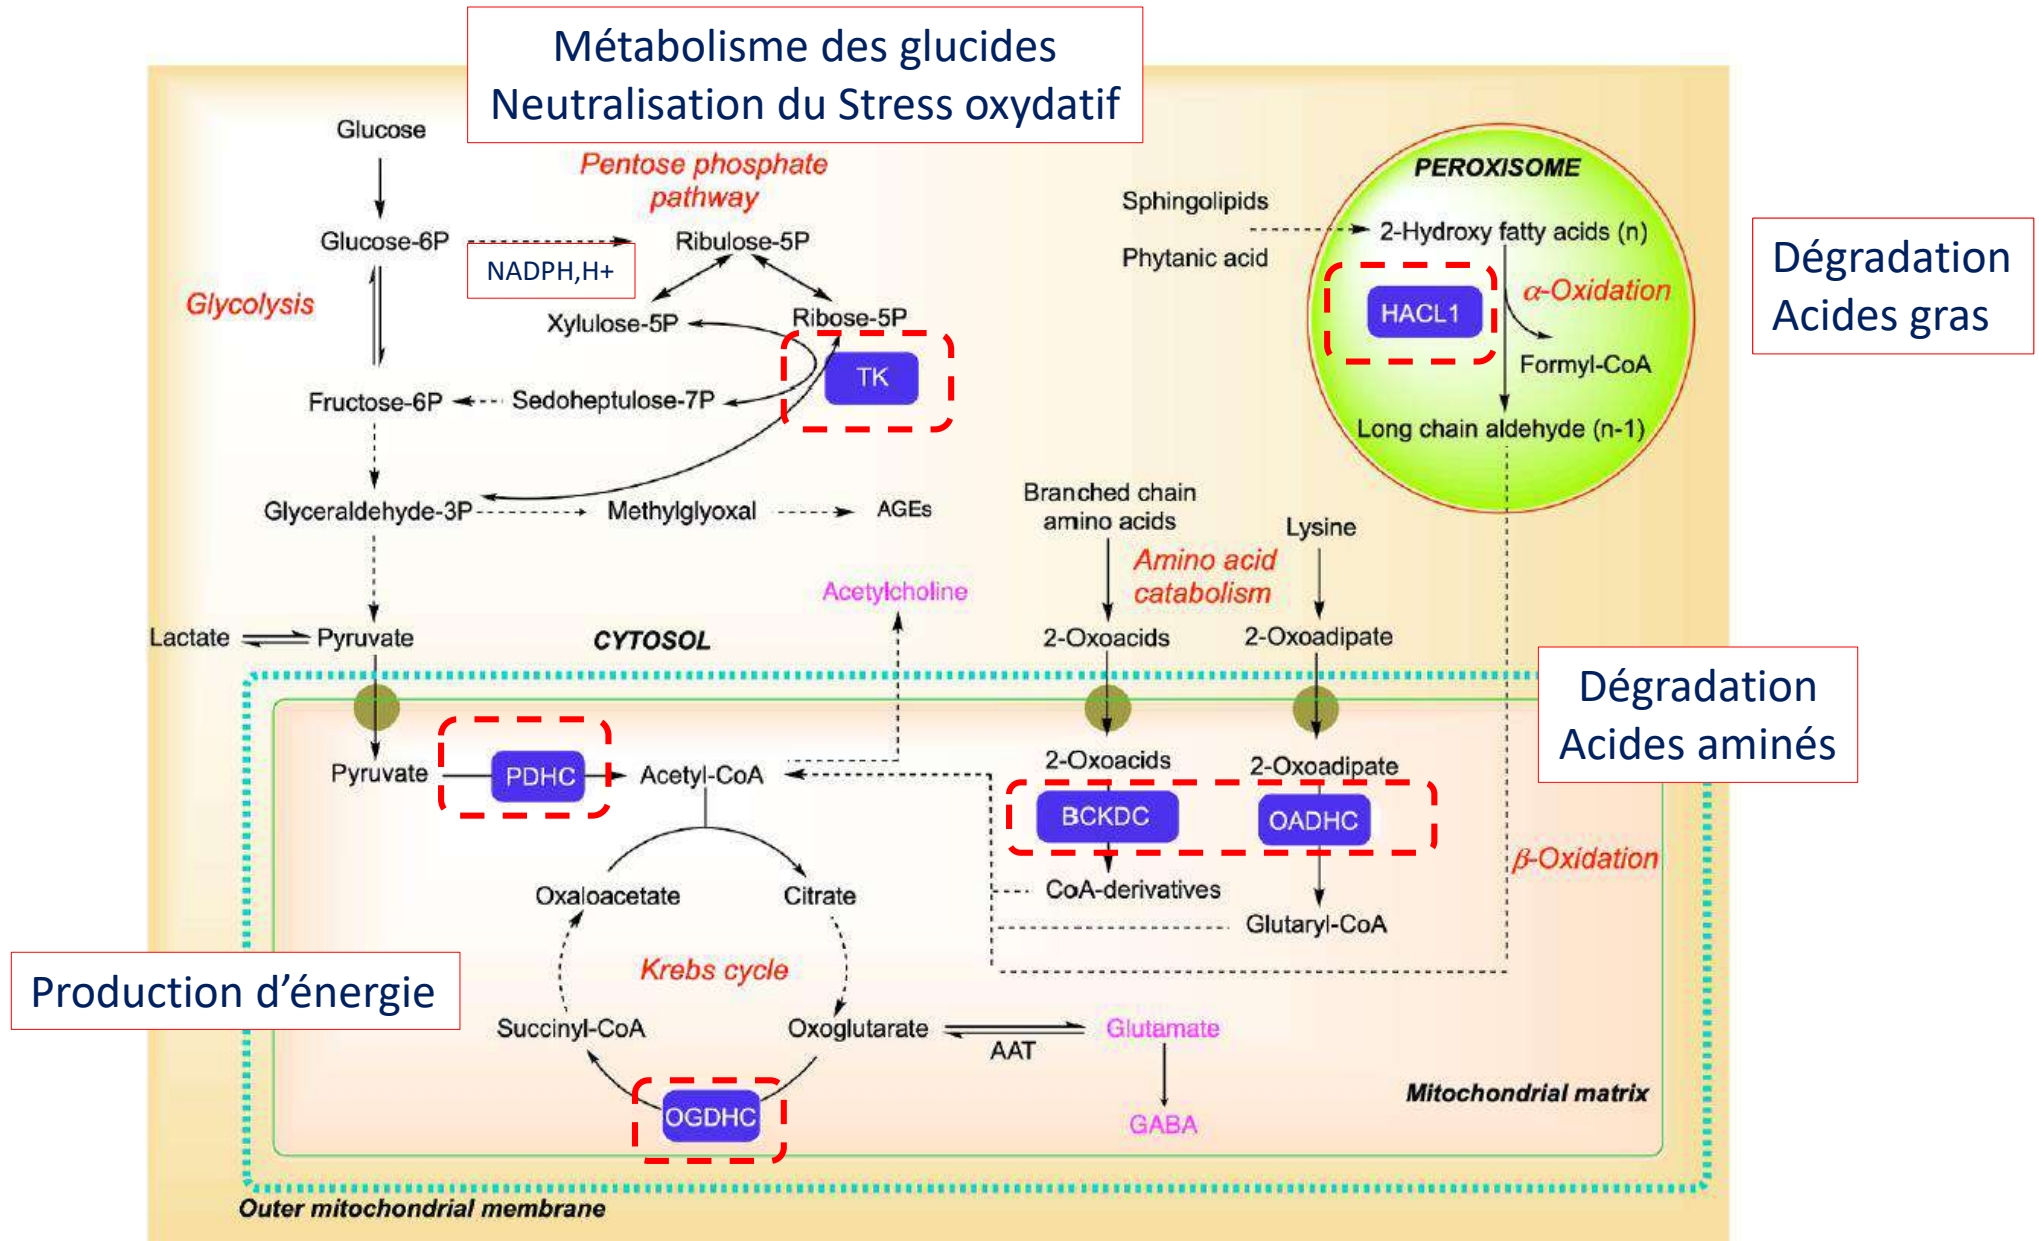 Métabolisme des glucides
Neutralisation du Stress oxydatif
Glucose
Pentose phosphate
pathway
Glucose-6P
Ribulose-5P
NADPH,H+
Glycolysis
Xylulose-5P
Ribose-5P
TK
Fructose-6P
Sedoheptulose-7P
Glyceraldehyde-3P
Methylglyoxal
AGEs
Lactate
Pyruvate
CYTOSOL
Acetylcholine
PEROXISOME
Sphingolipids
Phytanic acid
2-Hydroxy fatty acids (n)
HACL1
α-Oxidation
Formyl-CoA
Long chain aldehyde (n-1)
Dégradation
Acides gras
Branched chain
amino acids
Lysine
Amino acid
catabolism
2-Oxoacids
2-Oxoadipate
Dégradation
Acides aminés
Pyruvate
PDHC
Acetyl-CoA
2-Oxoacids
2-Oxoadipate
BCKDC
OADHC
β-Oxidation
CoA-derivatives
Glutaryl-CoA
Oxaloacetate
Citrate
Krebs cycle
Production d’énergie
Succinyl-CoA
Oxoglutarate
AAT
Glutamate
OGDHC
GABA
Mitochondrial matrix
Outer mitochondrial membrane